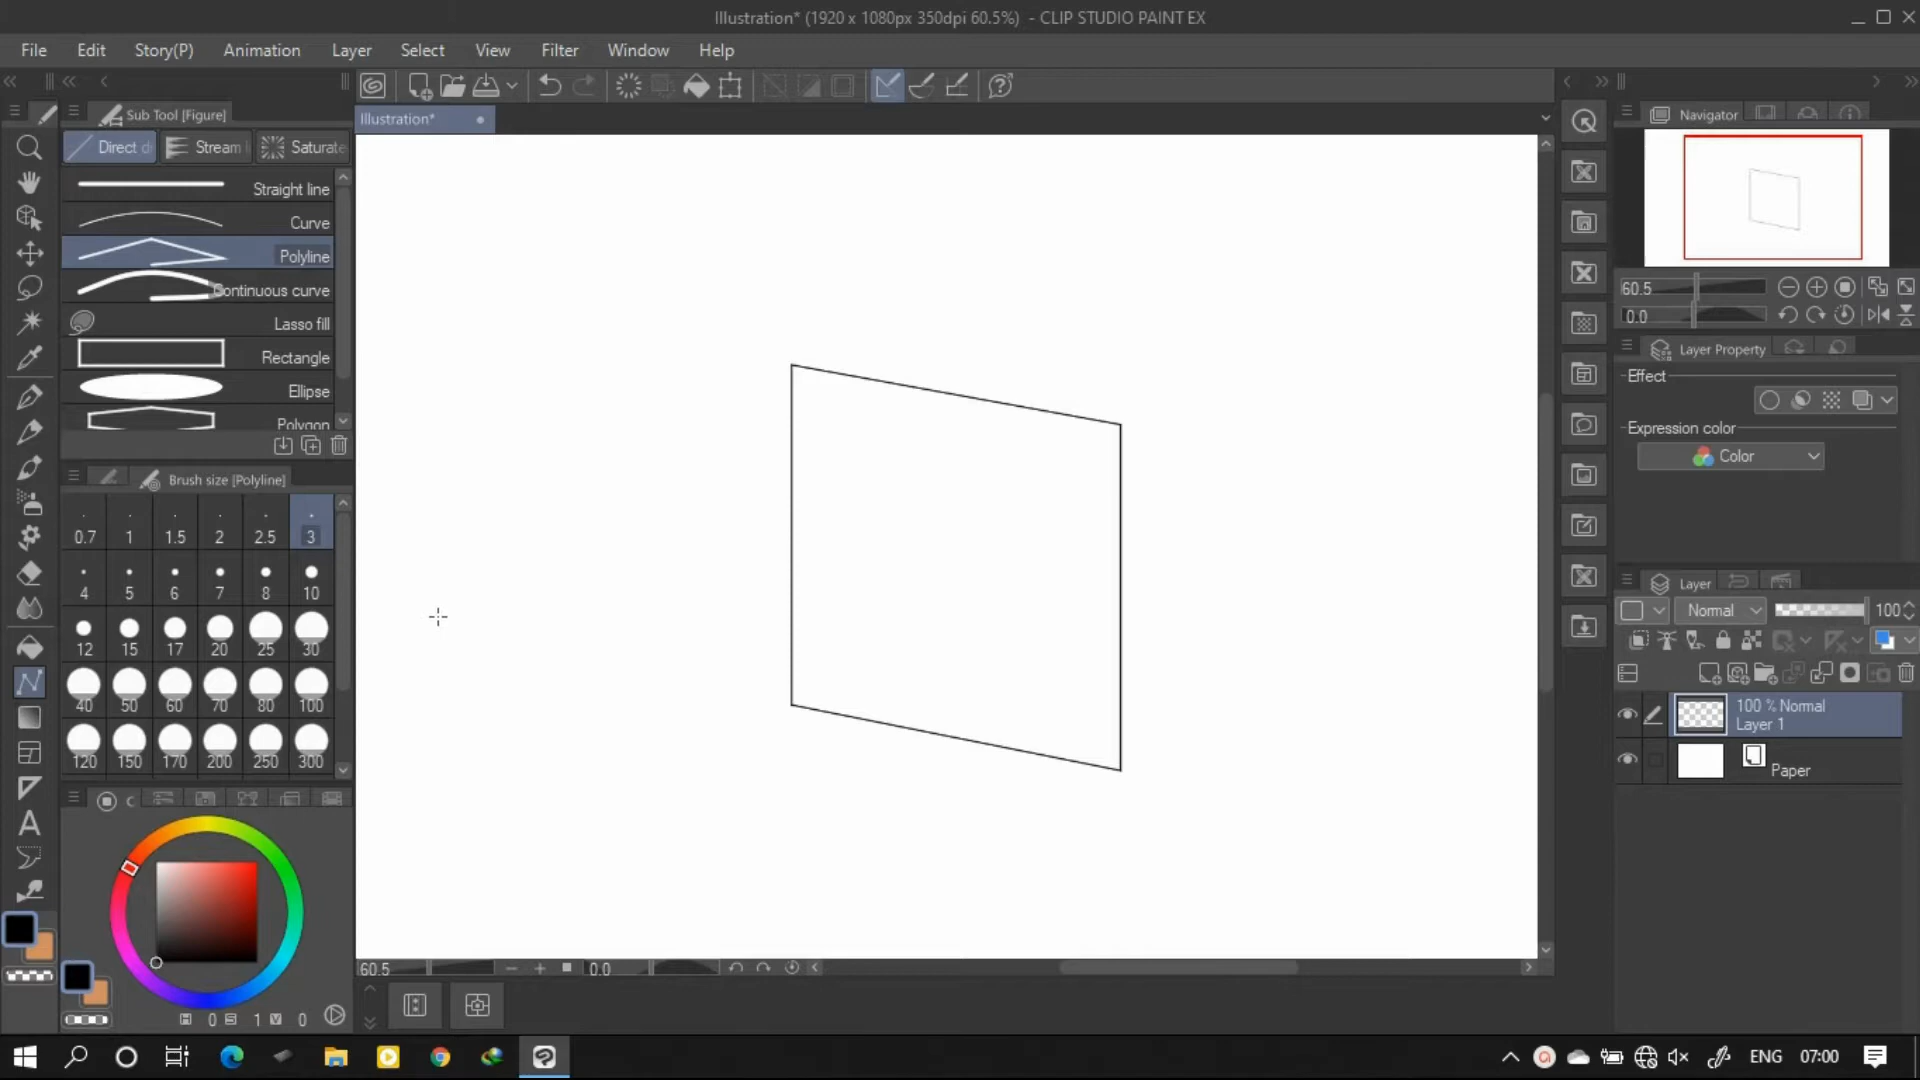 Illustration* (1920 x 1080px 350dpi 60.5%) - CLIP STUDIO PAINT EX
File Edit Story(P) Animation Layer Select View Filter Window Help
Sub Tool [Figure]
Illustration*
Navigator
Direct d
Stream l
Saturate
Straight line
Curve
Polyline
Continuous curve
Lasso fill
Rectangle
Ellipse
Polygon
60.5
0.0
Layer Property
Effect
Expression color
Color
Brush size [Polyline]
0.7 1 1.5 2 2.5 3
4 5 6 7 8 10
12 15 17 20 25 30
40 50 60 70 80 100
120 150 170 200 250 300
Layer
Normal 100
100 % Normal
Layer 1
Paper
60.5 0.0
H 0 S 1 V 0
ENG 07:00